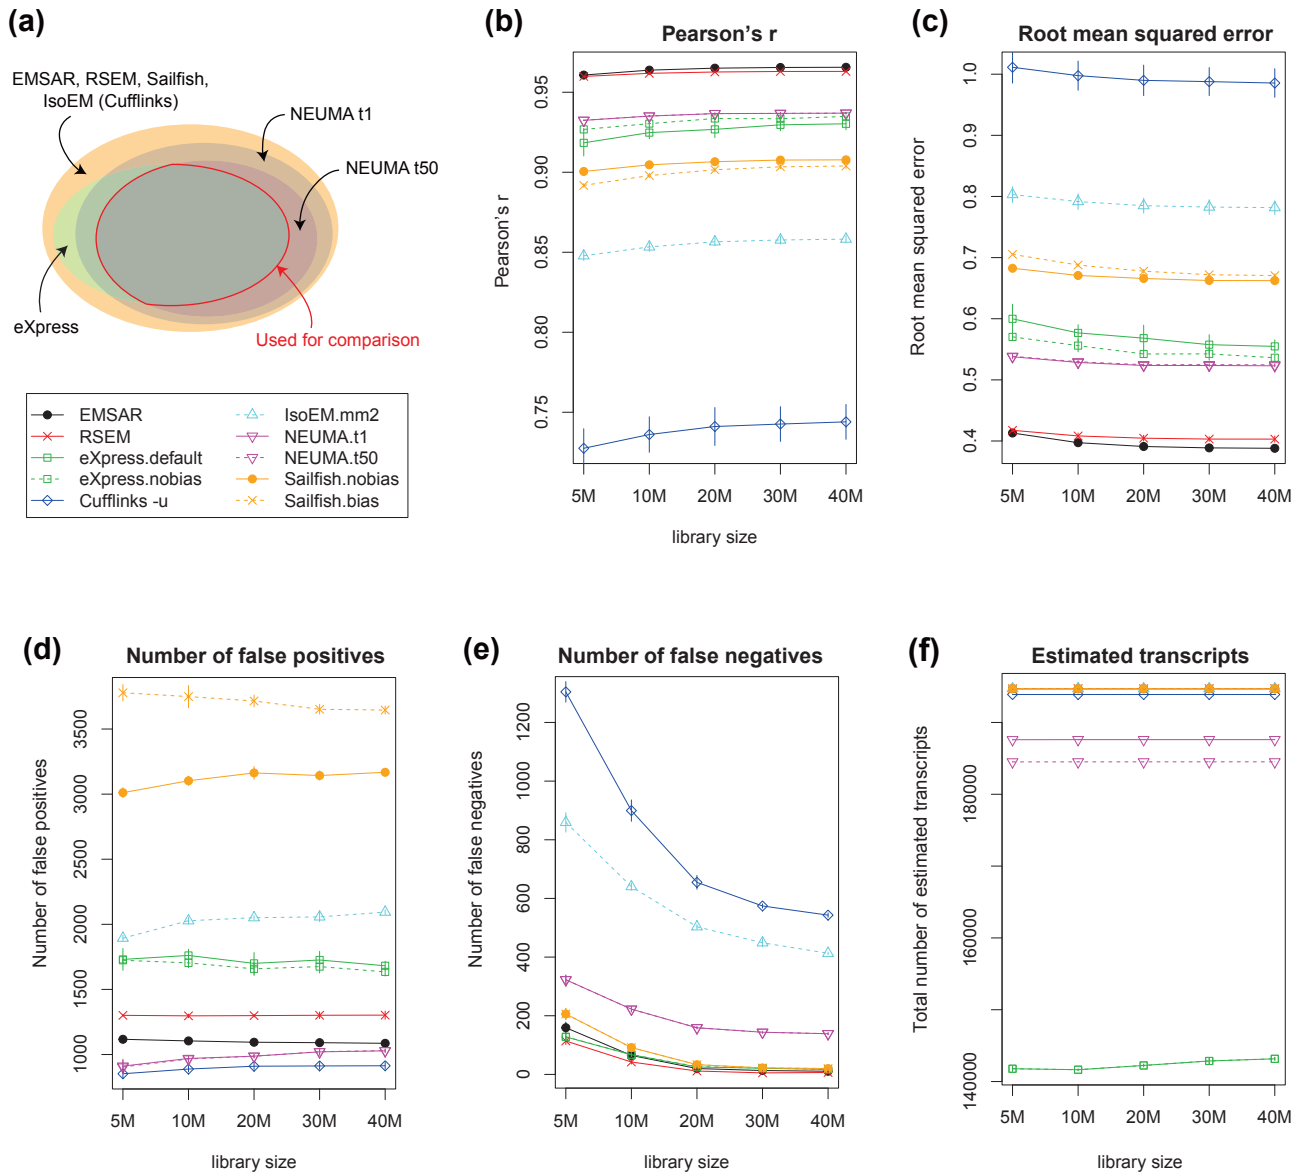 (a)
EMSAR, RSEM, Sailfish,
IsoEM (Cufflinks)
NEUMA t1
NEUMA t50
eXpress
Used for comparison
EMSAR
RSEM
eXpress.default
eXpress.nobias
Cufflinks -u
IsoEM.mm2
NEUMA.t1
NEUMA.t50
Sailfish.nobias
Sailfish.bias
(b)
Pearson's r
Pearson's r
0.95
0.90
0.85
0.80
0.75
5M 10M 20M 30M 40M
library size
(c)
Root mean squared error
Root mean squared error
1.0
0.9
0.8
0.7
0.6
0.5
0.4
5M 10M 20M 30M 40M
library size
(d)
Number of false positives
Number of false positives
3500
3000
2500
2000
1500
1000
5M 10M 20M 30M 40M
library size
(e)
Number of false negatives
Number of false negatives
1200
1000
800
600
400
200
0
5M 10M 20M 30M 40M
library size
(f)
Estimated transcripts
Total number of estimated transcripts
180000
160000
140000
5M 10M 20M 30M 40M
library size